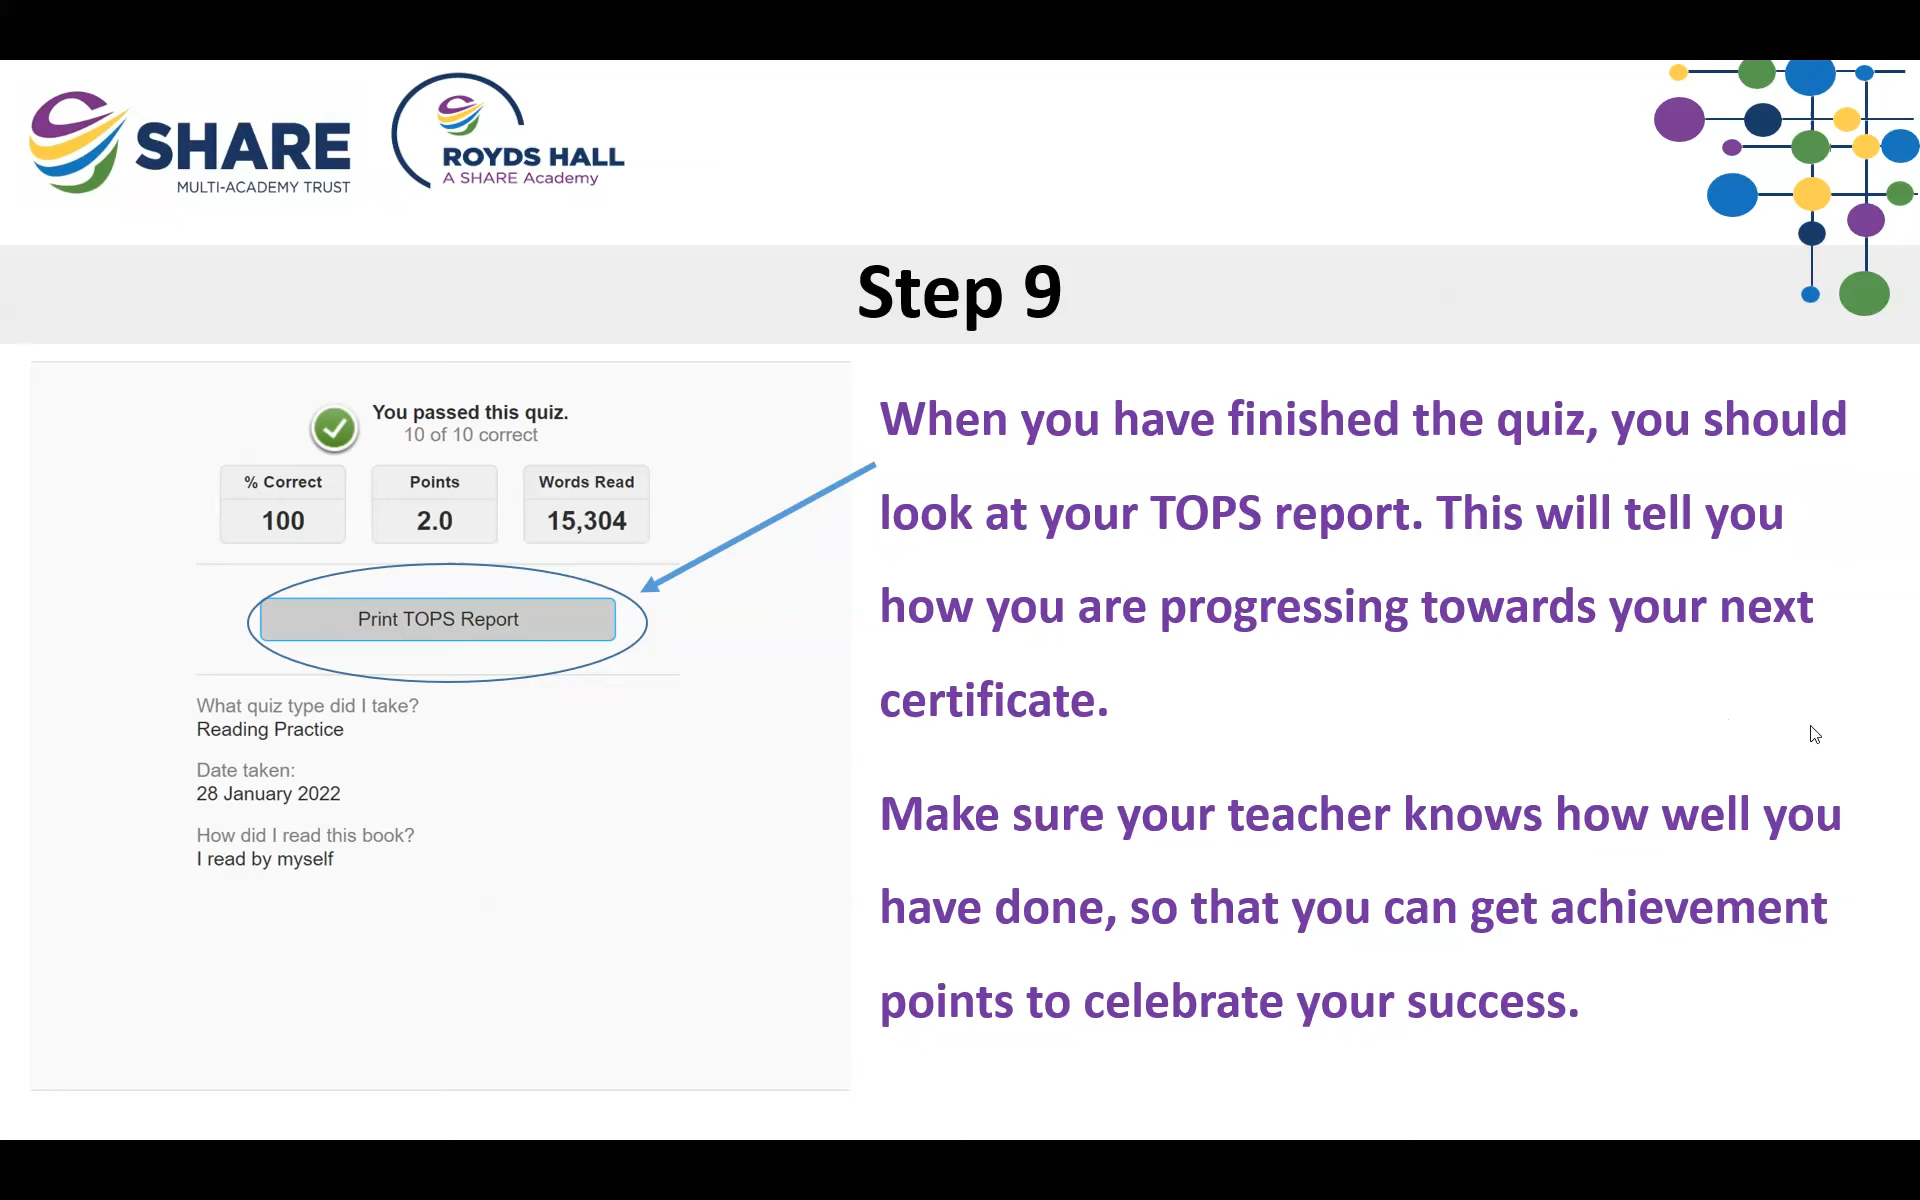 SHARE
MULTI-ACADEMY TRUST
ROYDS HALL
A SHARE Academy
Step 9
You passed this quiz.
10 of 10 correct
% Correct
100
Points
2.0
Words Read
15,304
Print TOPS Report
What quiz type did I take?
Reading Practice
Date taken:
28 January 2022
How did I read this book?
I read by myself
When you have finished the quiz, you should
look at your TOPS report. This will tell you
how you are progressing towards your next
certificate.
Make sure your teacher knows how well you
have done, so that you can get achievement
points to celebrate your success.